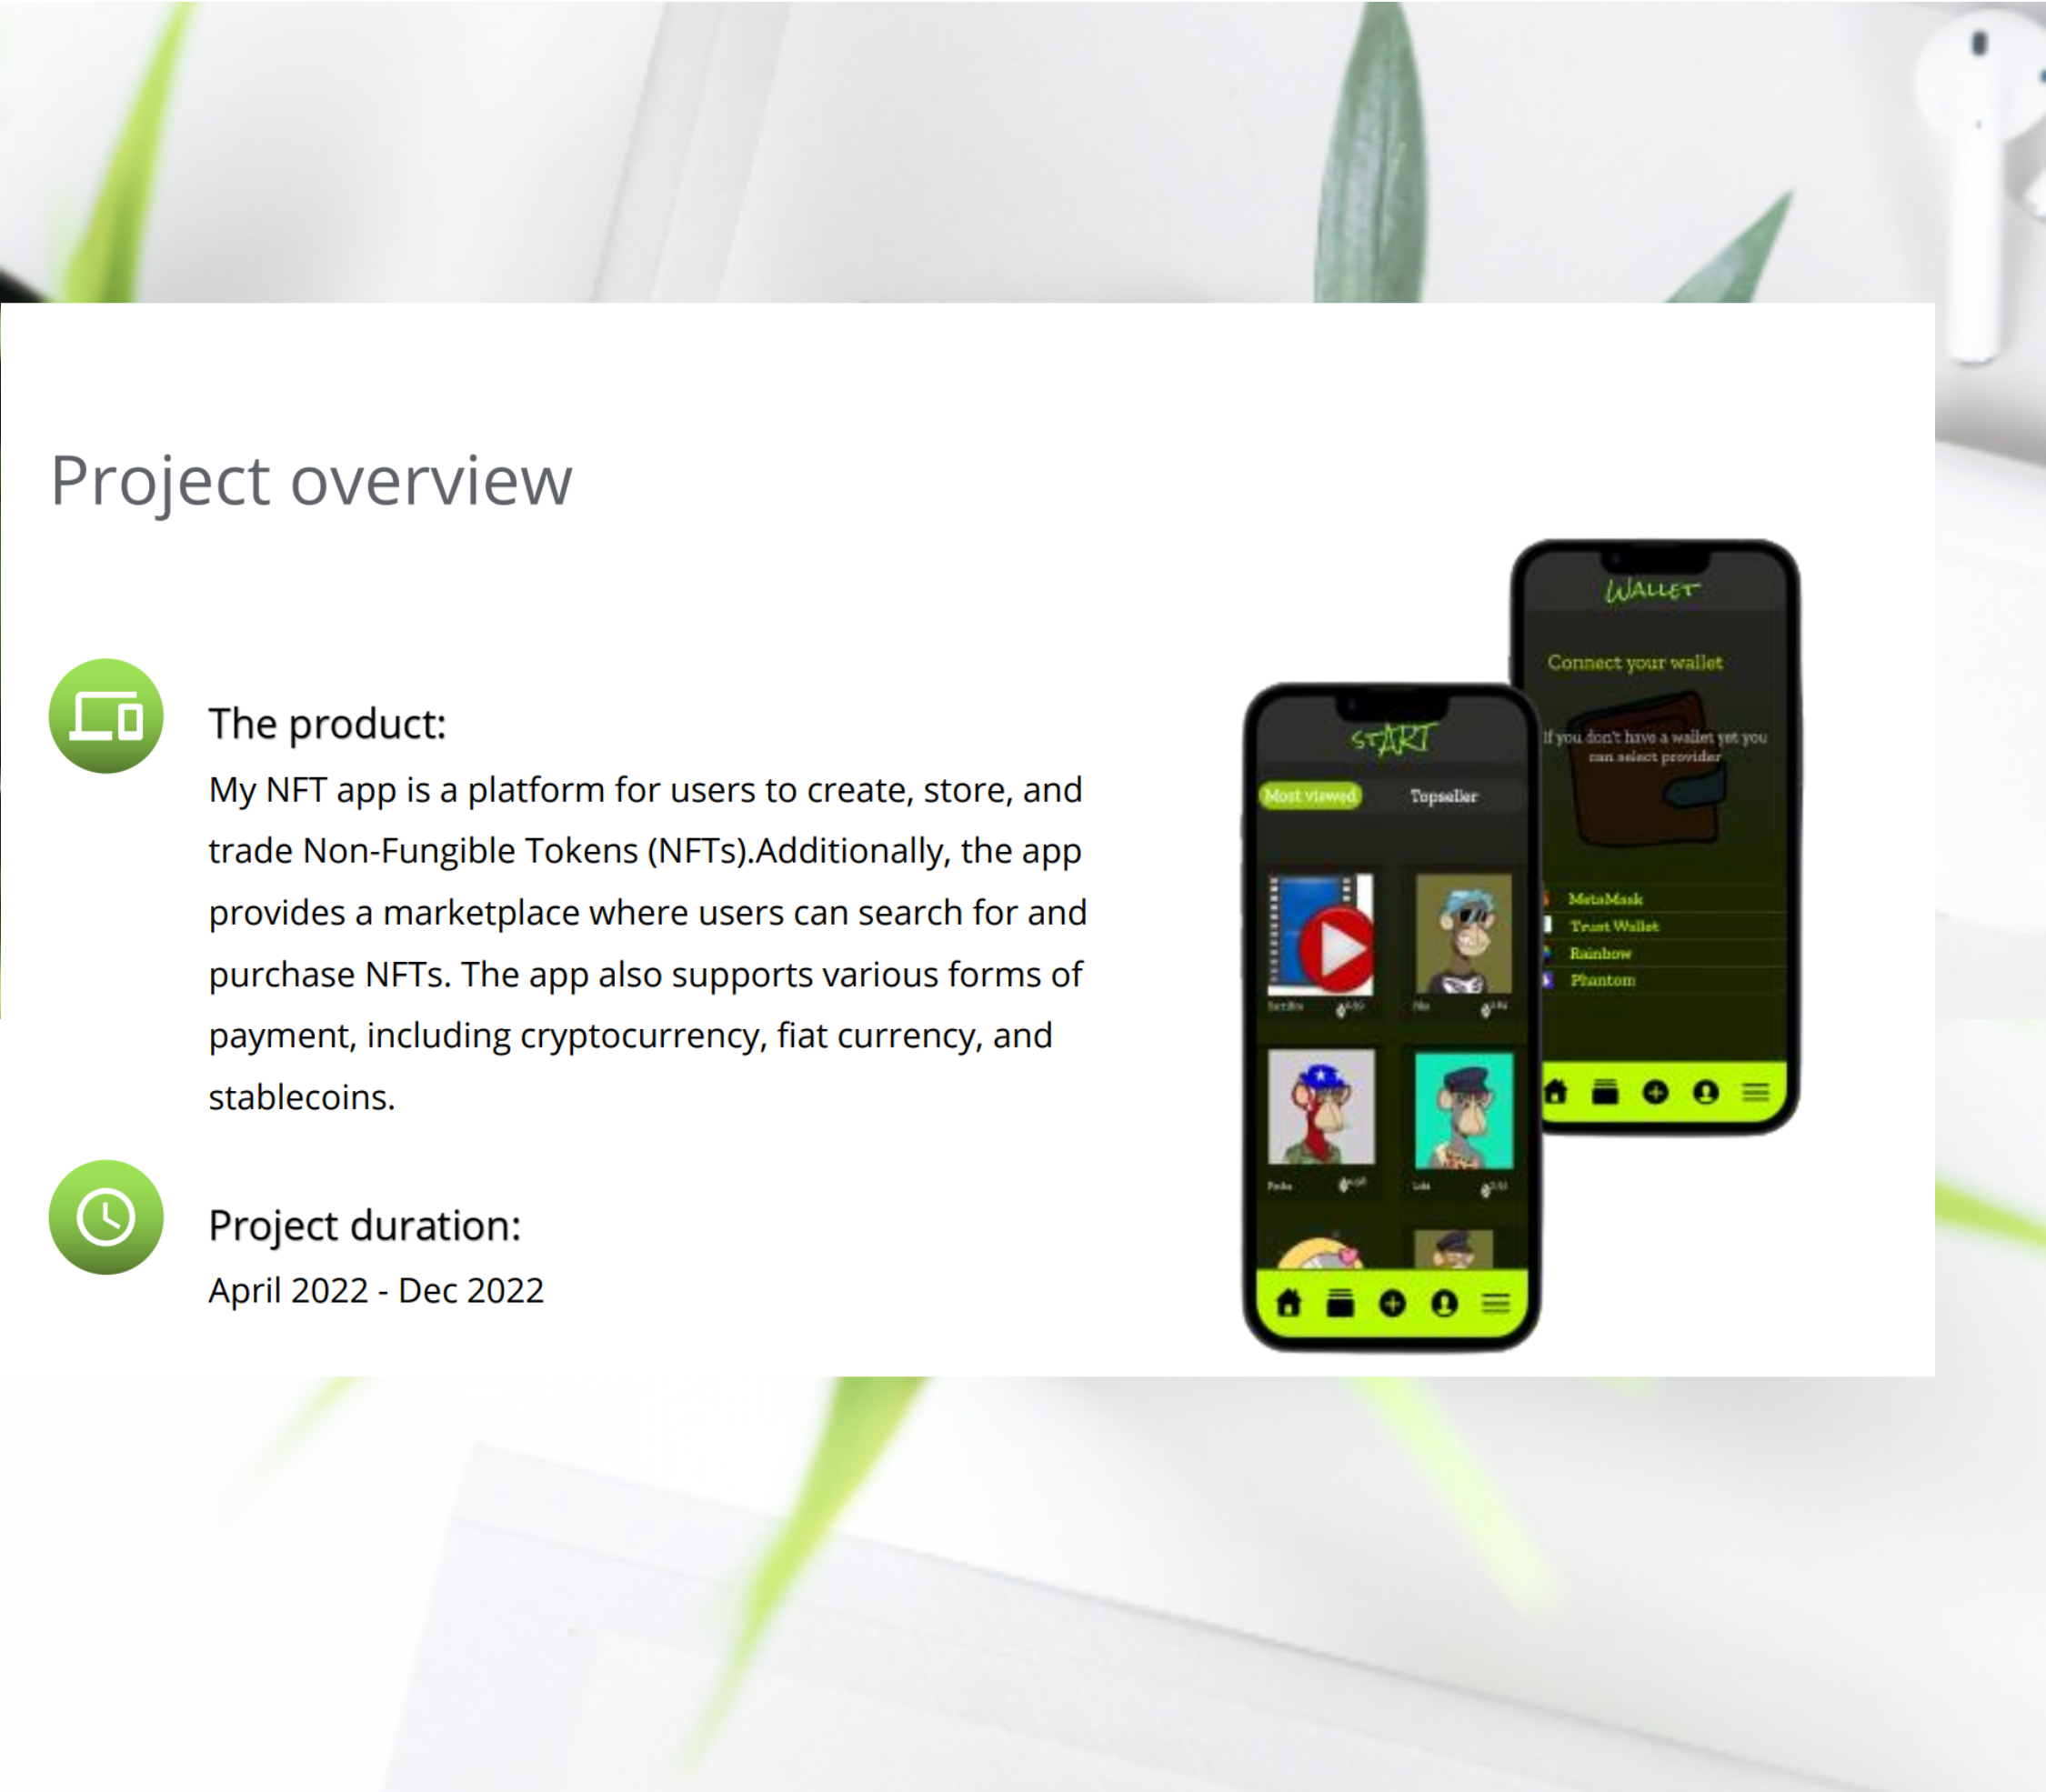 Project overview
The product:
My NFT app is a platform for users to create, store, and
trade Non-Fungible Tokens (NFTs).Additionally, the app
provides a marketplace where users can search for and
purchase NFTs. The app also supports various forms of
payment, including cryptocurrency, fiat currency, and
stablecoins.
Project duration:
April 2022 - Dec 2022
START
Most viewed
Topseller
WALLET
Connect your wallet
If you don't have a wallet yet you
can select provider
MetaMask
Trust Wallet
Rainbow
Phantom